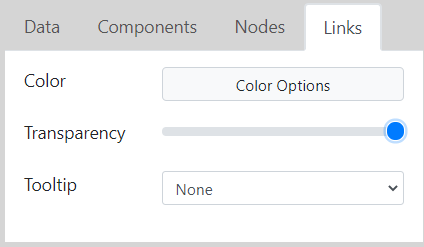 Data Components Nodes Links
Color Color Options
Transparency
Tooltip None